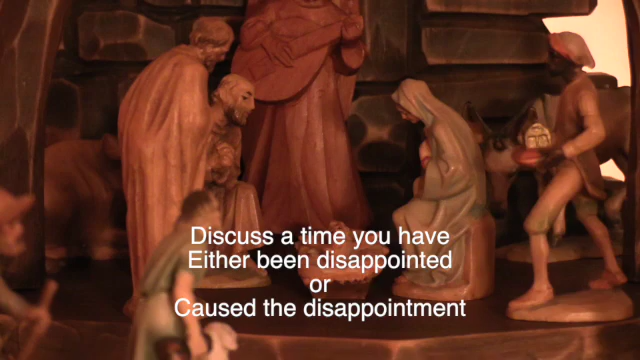 Discuss a time you have
Either been disappointed
or
Caused the disappointment